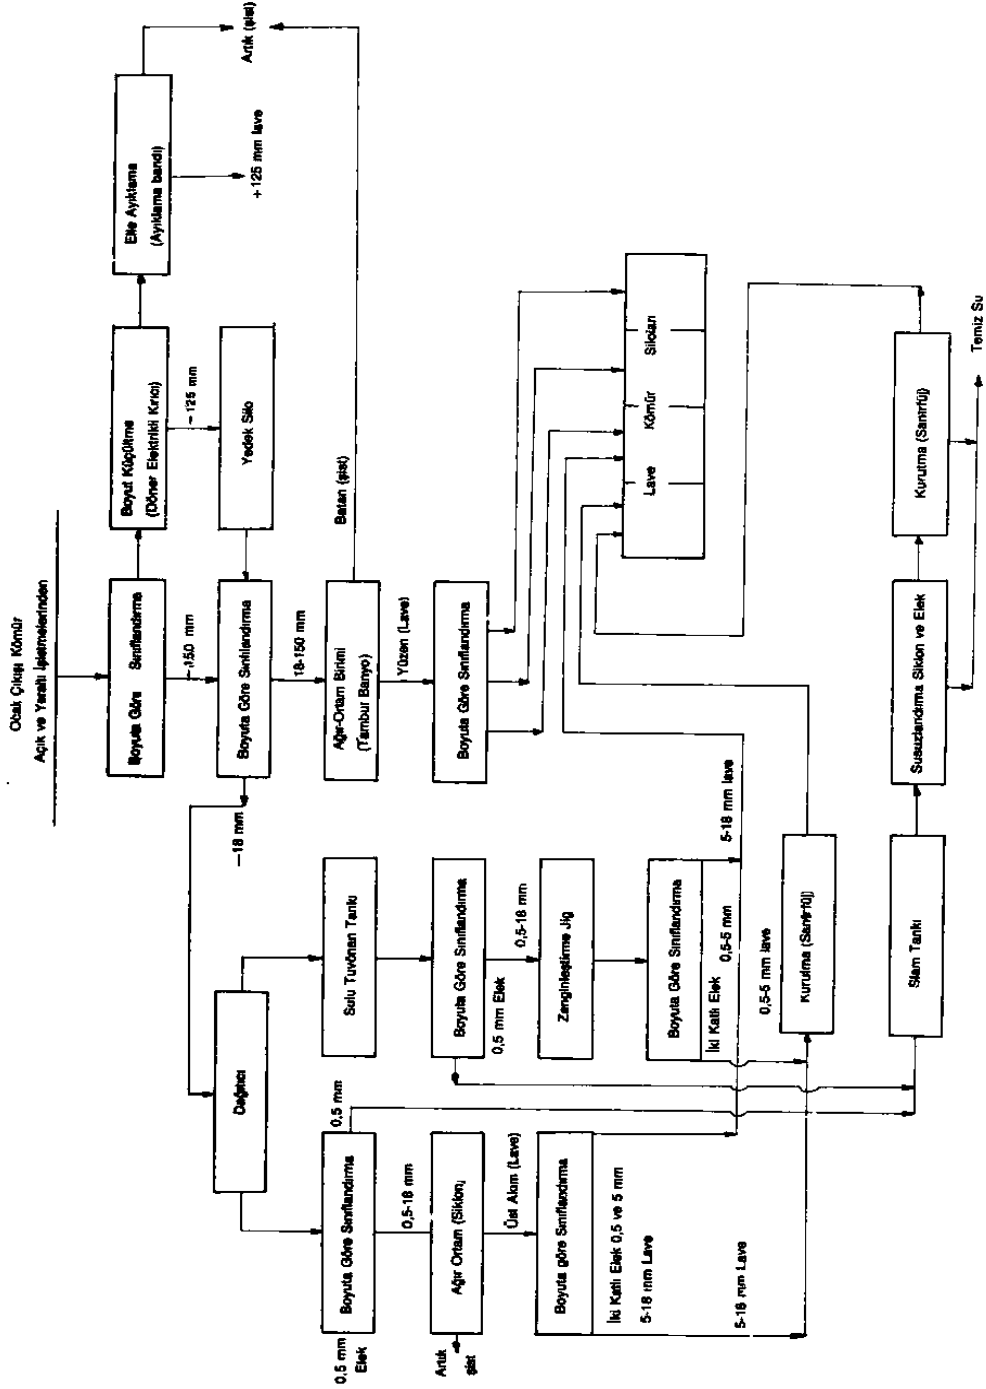 Ocak Çıkışı Kömür
Açık ve Yeraltı İşletmelerinden
Boyuta Göre Sınıflandırma
Boyut Küçültme
(Döner Elektrikli Kırıcı)
Elle Ayıklama
(Ayıklama bandı)
Artık (şist)
+125 mm lave
-150 mm
-125 mm
Yedek Silo
Boyuta Göre Sınıflandırma
—18 mm
18-150 mm
Ağır-Ortam Birimi
(Tambur Banyo)
Batan (şist)
Yüzen (Lave)
Boyuta Göre Sınıflandırma
Lave Kömür Siloları
Dağıtıcı
Sulu Tuvönan Tankı
Boyuta Göre Sınıflandırma
0,5 mm Elek
0,5-18 mm
Zenginleştirme Jig
Boyuta Göre Sınıflandırma
İki Katlı Elek
0,5-5 mm
5-18 mm lave
0,5-5 mm lave
Kurutma (Santrfüj)
0,5 mm
Elek
Boyuta Göre Sınıflandırma
0,5 mm
0,5-18 mm
Artık
şist
Ağır Ortam (Siklon)
Üst Akım (Lave)
Boyuta göre Sınıflandırma
İki Katlı Elek 0,5 ve 5 mm
5-18 mm Lave
5-18 mm Lave
Slam Tankı
Susuzlandırma Siklon ve Elek
Kurutma (Santrfüj)
Temiz Su